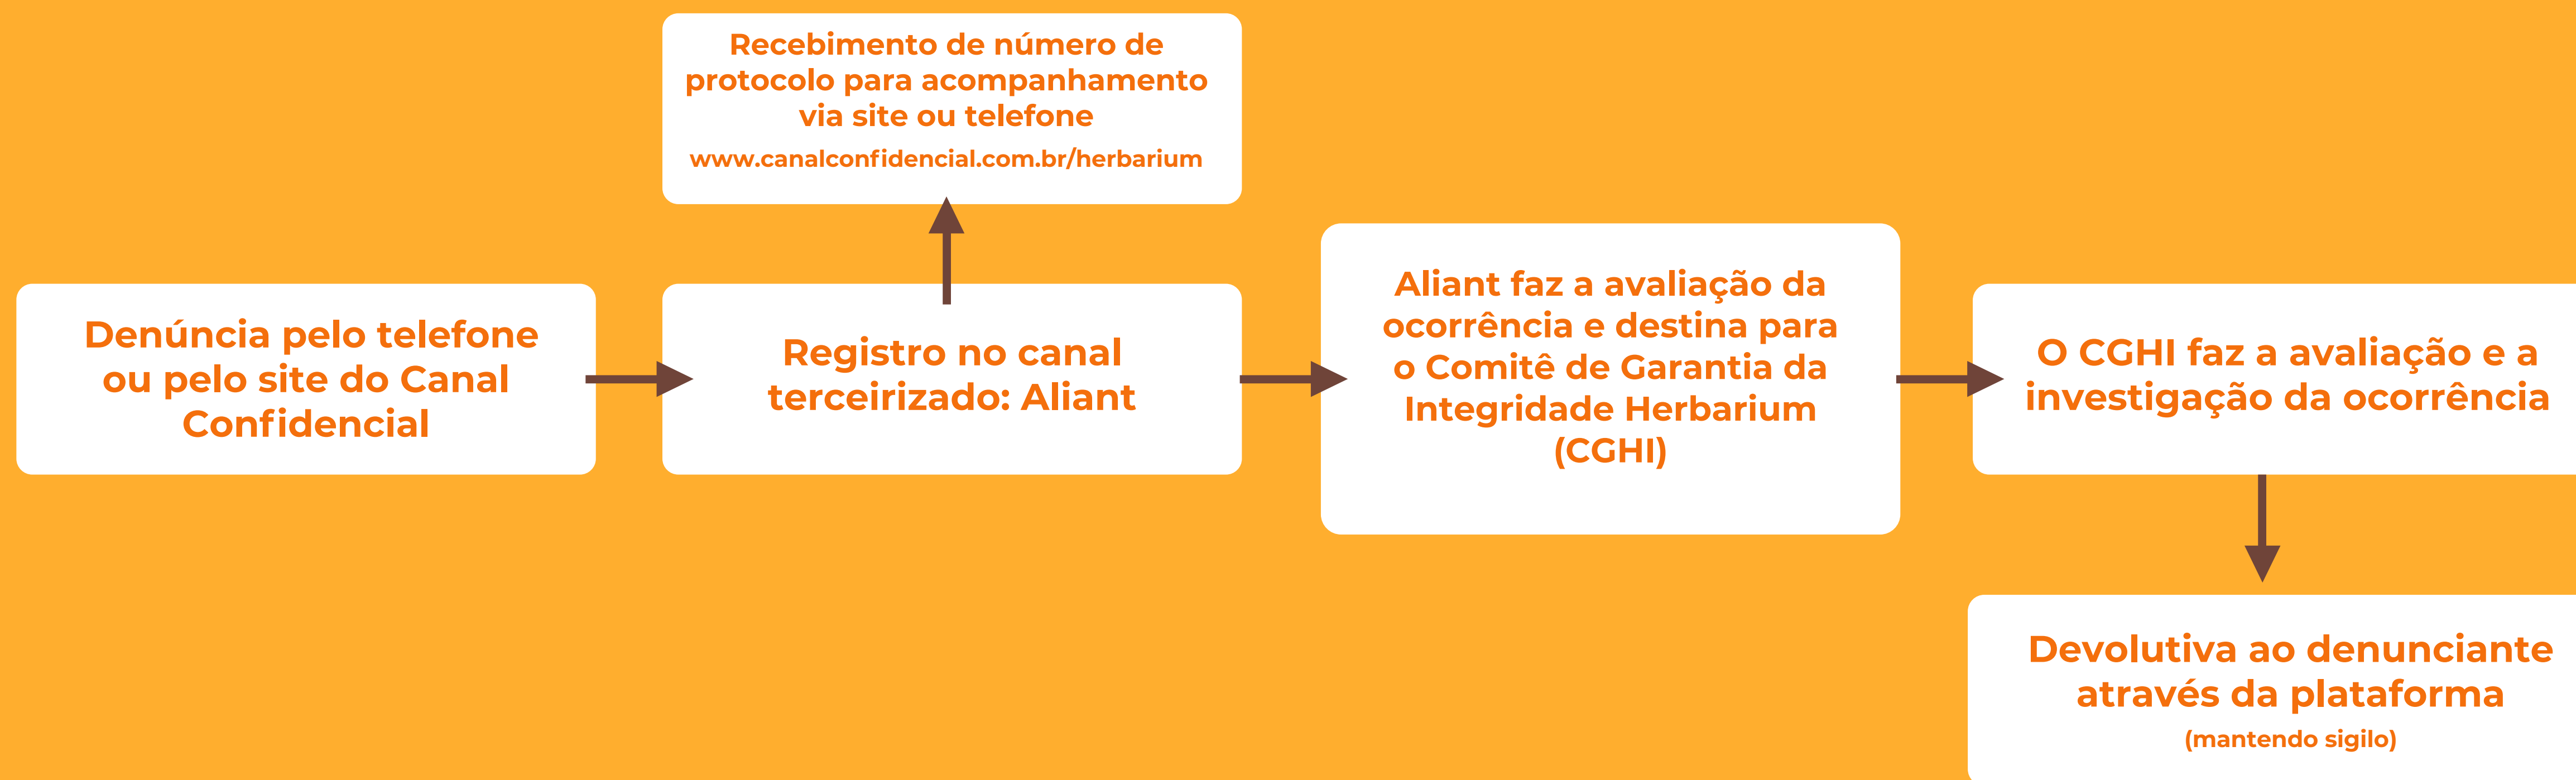 Recebimento de número de
protocolo para acompanhamento
via site ou telefone
www.canalconfidencial.com.br/herbarium
Denúncia pelo telefone
ou pelo site do Canal
Confidencial
Registro no canal
terceirizado: Aliant
Aliant faz a avaliação da
ocorrência e destina para
o Comitê de Garantia da
Integridade Herbarium
(CGHI)
O CGHI faz a avaliação e a
investigação da ocorrência
Devolutiva ao denunciante
através da plataforma
(mantendo sigilo)